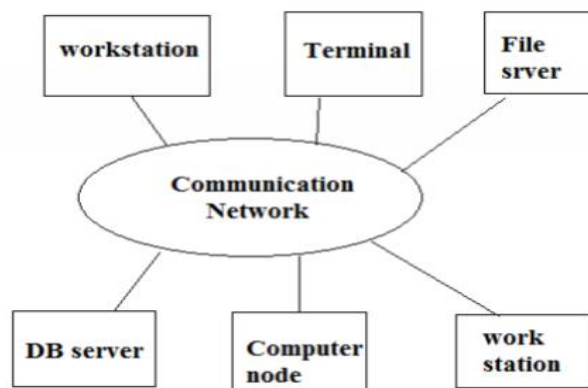 workstation
Terminal
File
srver
Communication
Network
DB server
Computer
node
work
station